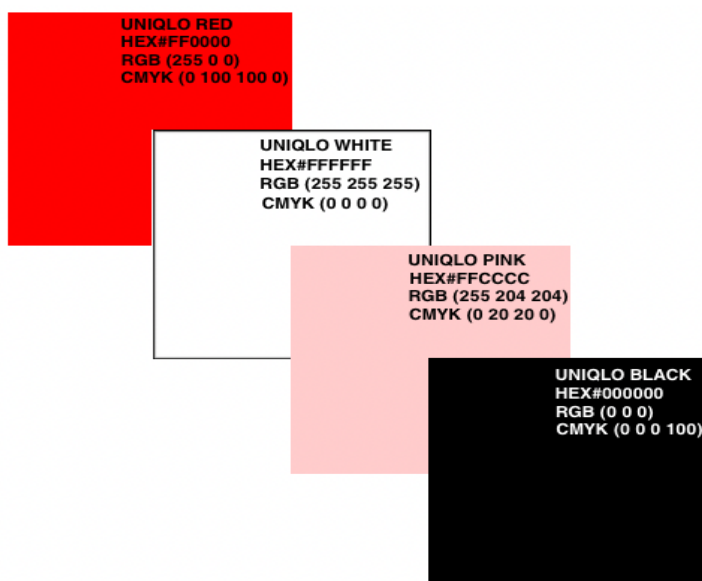 UNIQLO RED
HEX#FF0000
RGB (255 0 0)
CMYK (0 100 100 0)
UNIQLO WHITE
HEX#FFFFFF
RGB (255 255 255)
CMYK (0 0 0 0)
UNIQLO PINK
HEX#FFCCCC
RGB (255 204 204)
CMYK (0 20 20 0)
UNIQLO BLACK
HEX#000000
RGB (0 0 0)
CMYK (0 0 0 100)